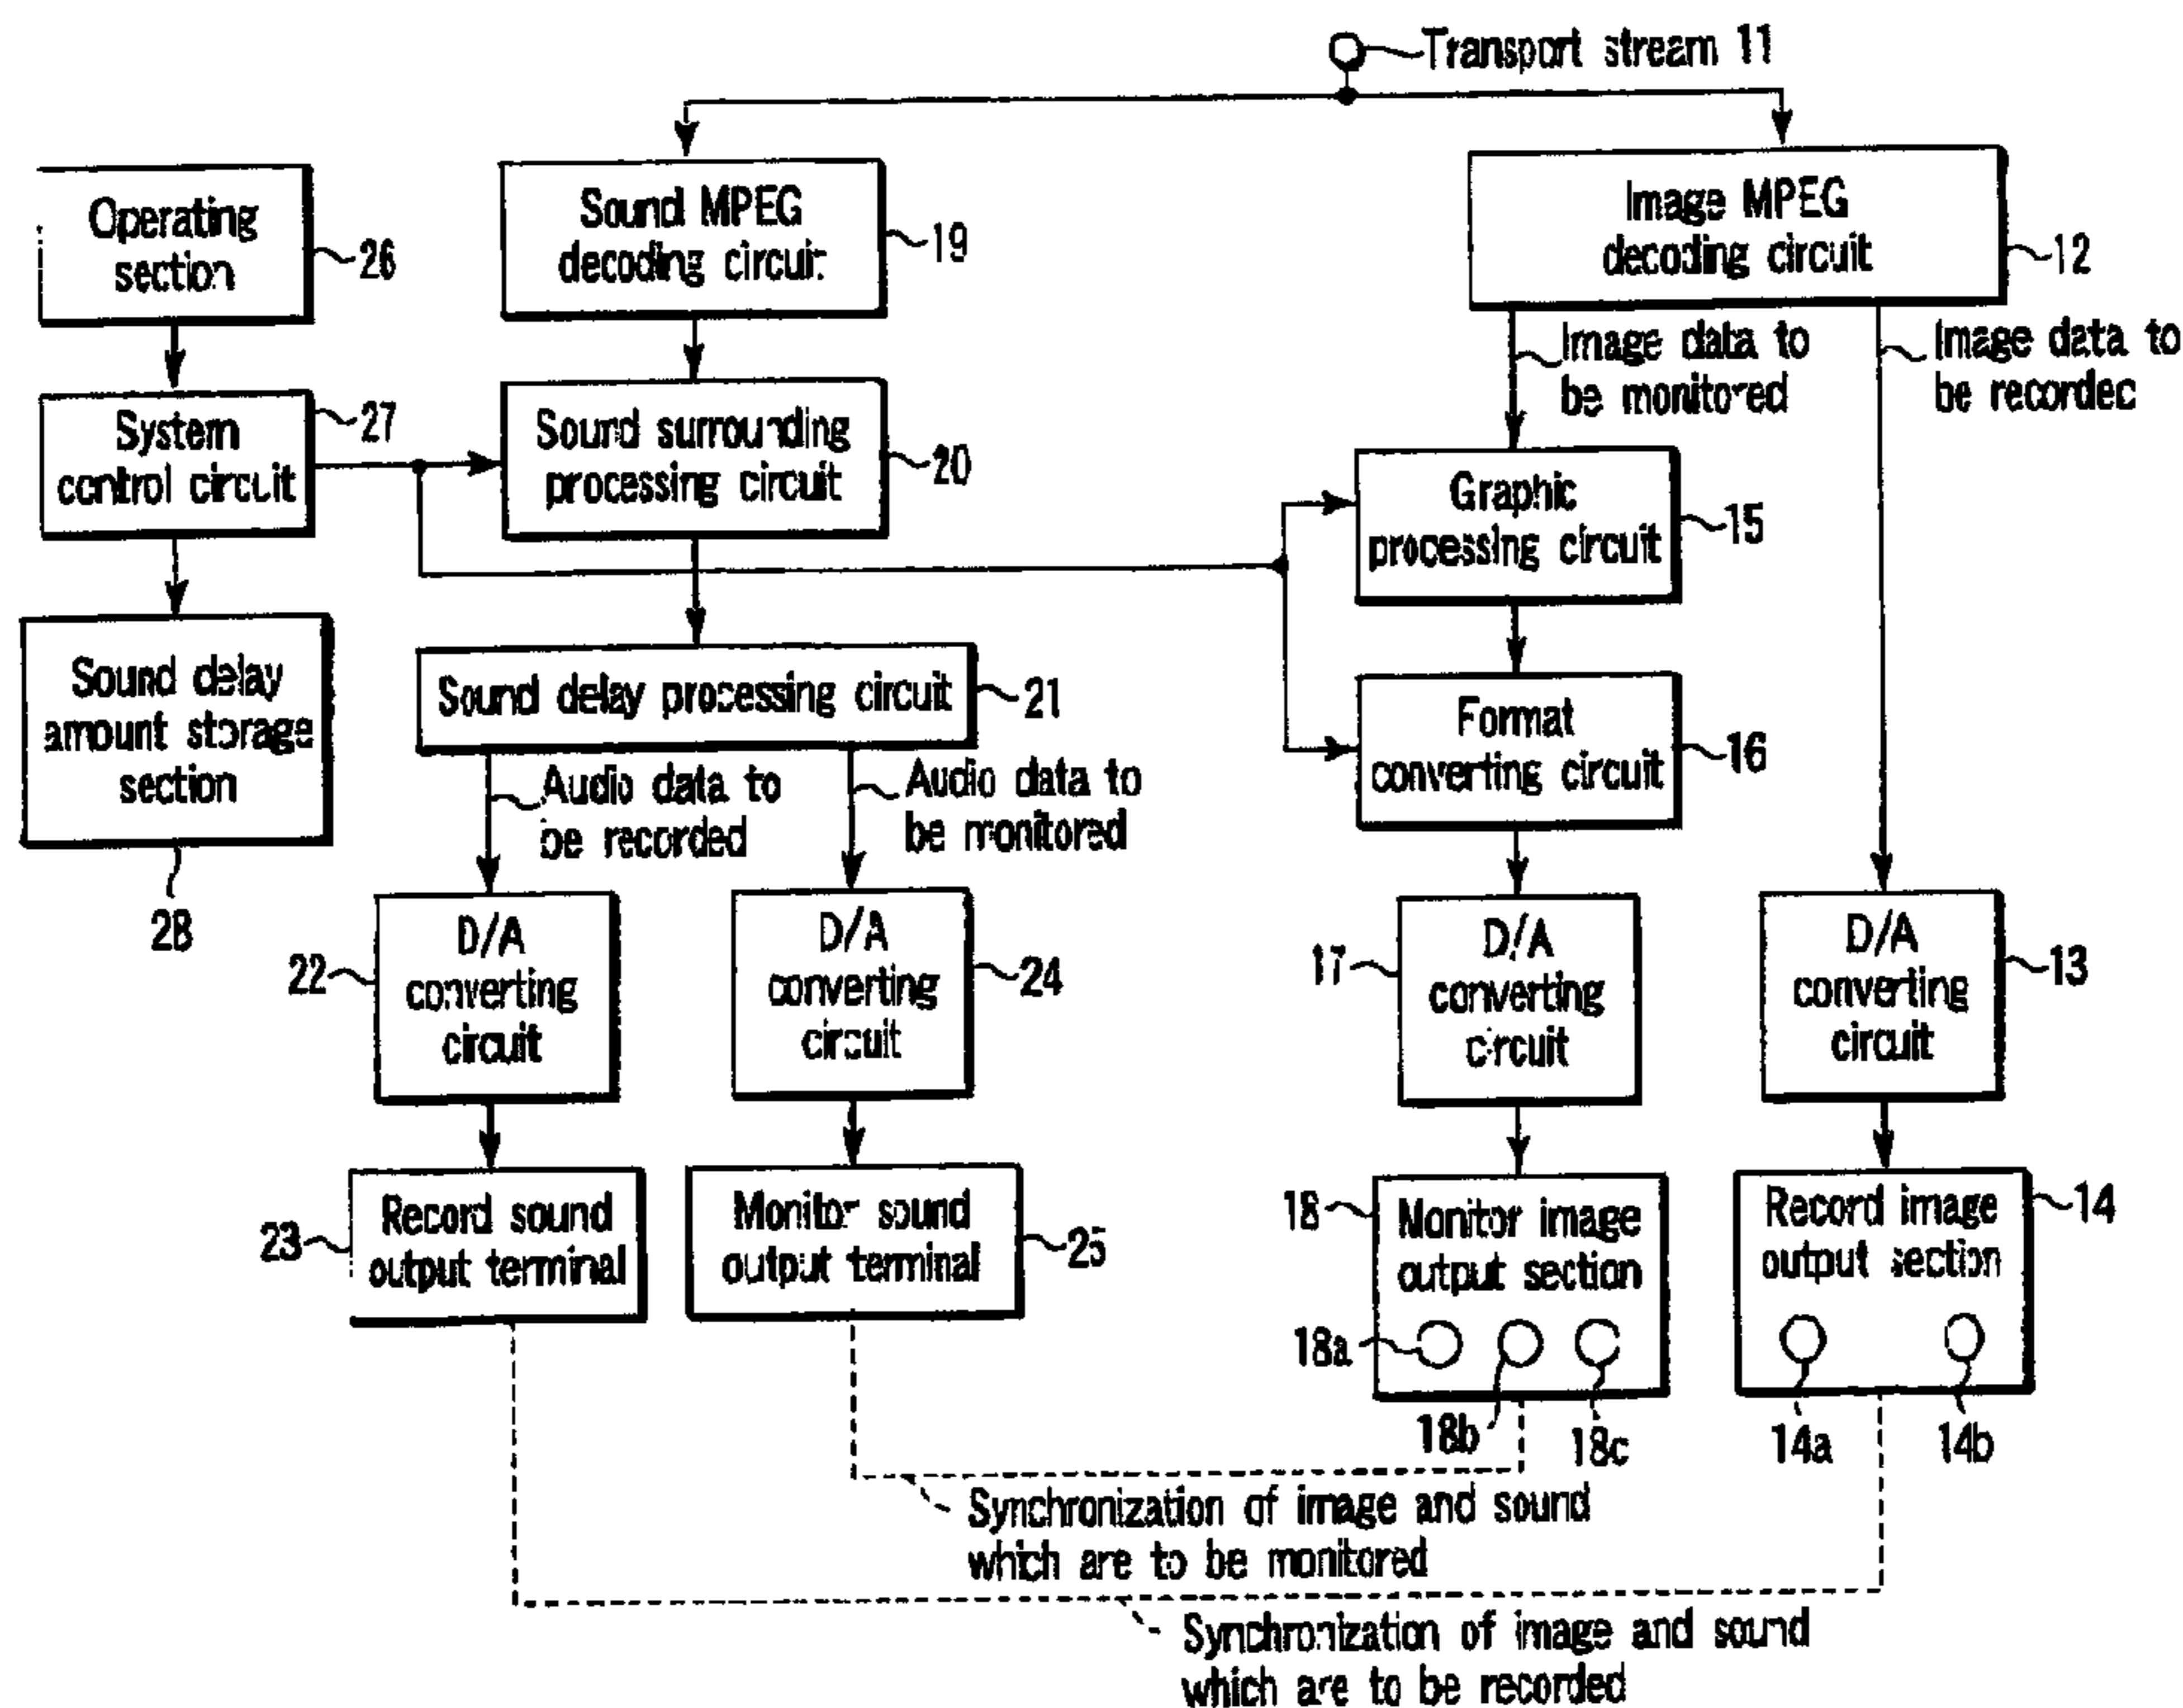 Transport stream 11
Operating
section
26
Sound MPEG
decoding circuit
19
Image MPEG
decoding circuit
12
Image data to
be monitored
Image data to
be recorded
System
control circuit
27
Sound surrounding
processing circuit
20
Graphic
processing circuit
15
Sound delay
amount storage
section
28
Sound delay processing circuit
21
Format
converting circuit
16
Audio data to
be recorded
Audio data to
be monitored
22
D/A
converting
circuit
D/A
converting
circuit
24
17
D/A
converting
circuit
D/A
converting
circuit
13
23
Record sound
output terminal
Monitor sound
output terminal
25
18
Monitor image
output section
18a
18b
18c
Record image
output section
14
14a
14b
Synchronization of image and sound
which are to be monitored
Synchronization of image and sound
which are to be recorded